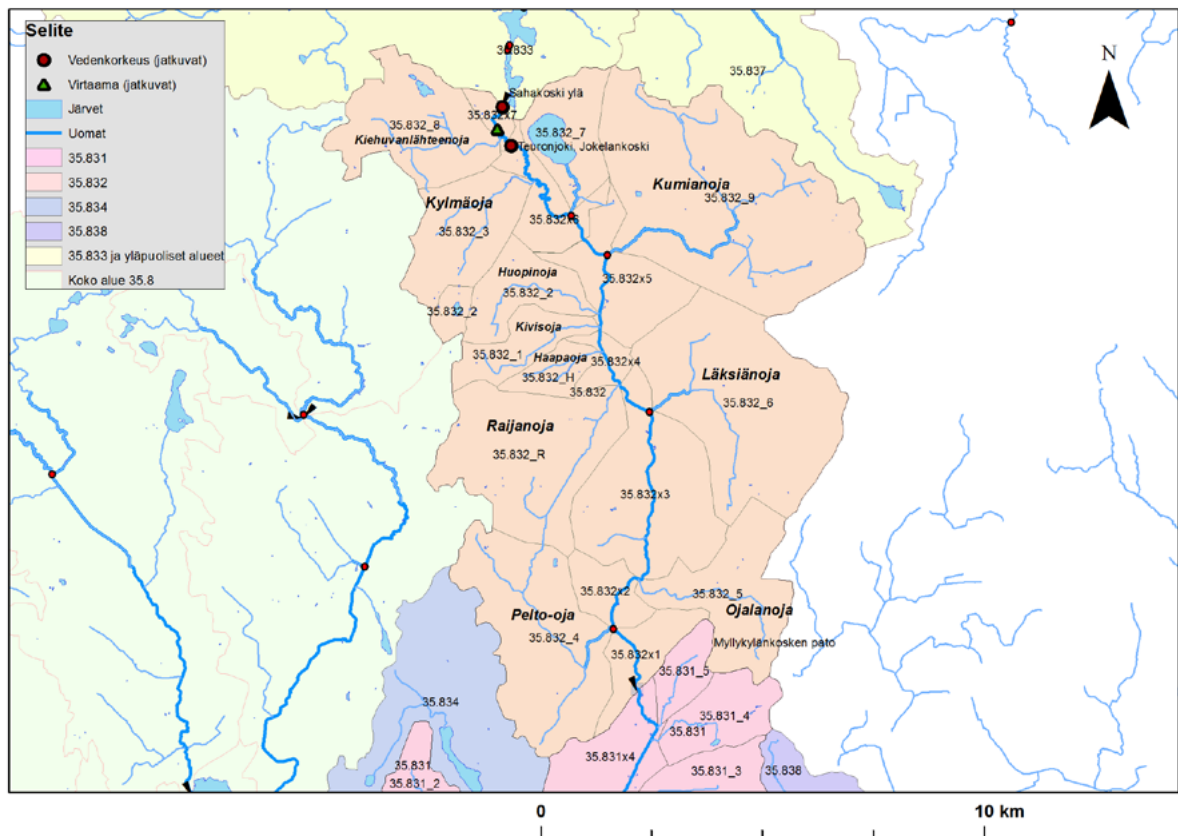 Selite
Vedenkorkeus (jatkuvat)
Virtaama (jatkuvat)
Järvet
Uomat
35.831
35.832
35.834
35.838
35.833 ja yläpuoliset alueet
Koko alue 35.8
35.833
35.837
N
Sahakoski ylä
35.832x7
35.832_8
35.832_7
Kiehuvanlähteenoja
Teuronjoki, Jokelankoski
Kumianoja
35.832_9
Kylmäoja
35.832x6
35.832_3
Huopinoja
35.832x5
35.832_2
35.832_2
Kivisoja
35.832_1
Haapaoja
35.832x4
35.832_H
35.832
Läksiänoja
35.832_6
Raijanoja
35.832_R
35.832x3
35.832x2
35.832_5
Pelto-oja
Ojalanoja
35.832_4
Myllykylänkosken pato
35.832x1
35.831_5
35.834
35.831_4
35.831
35.831
35.831x4
35.831_3
35.838
35.831_2
0
10 km